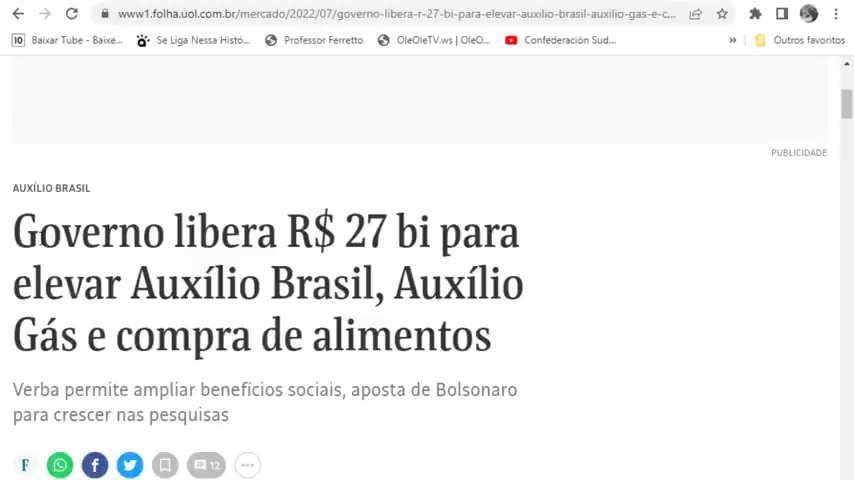 www1.folha.uol.com.br/mercado/2022/07/governo-libera-r-27-bi-para-elevar-auxilio-brasil-auxilio-gas-e-c...
Baixar Tube - Baixe...
Se Liga Nessa Histó...
Professor Ferretto
OleOleTV.ws | OleO...
Confederación Sud...
»
Outros favoritos
PUBLICIDADE
AUXÍLIO BRASIL
Governo libera R$ 27 bi para
elevar Auxílio Brasil, Auxílio
Gás e compra de alimentos
Verba permite ampliar benefícios sociais, aposta de Bolsonaro
para crescer nas pesquisas
F
f
12